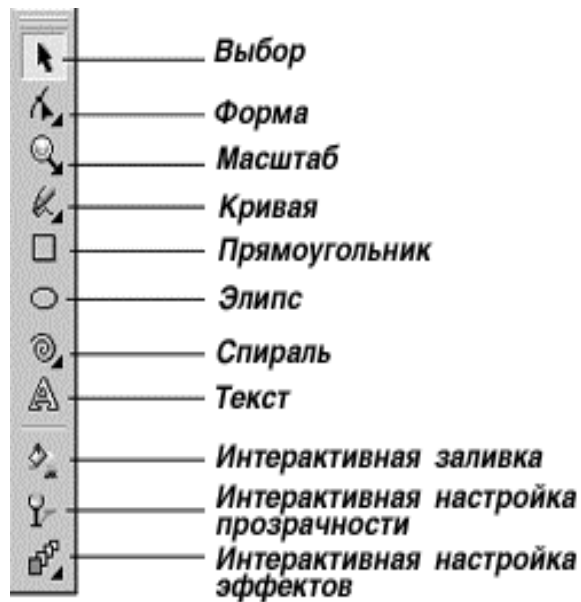 Выбор
Форма
Масштаб
Кривая
Прямоугольник
Элипс
Спираль
Текст
Интерактивная заливка
Интерактивная настройка
прозрачности
Интерактивная настройка
эффектов